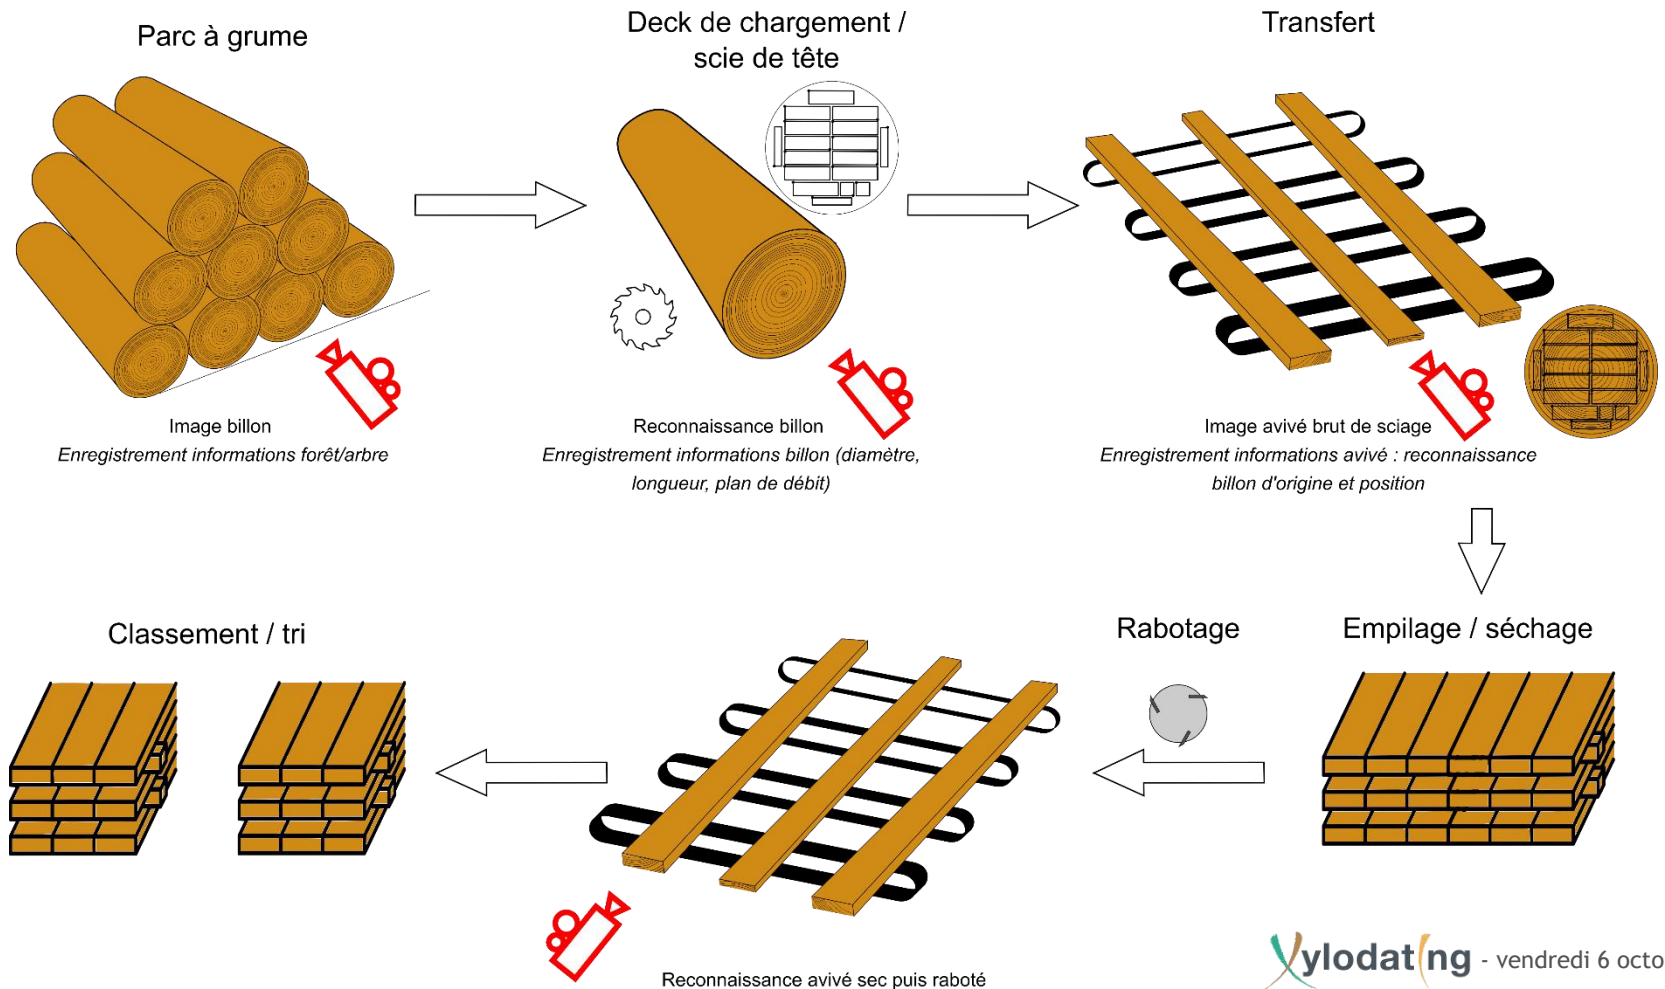 Parc à grume
Deck de chargement /
scie de tête
Transfert
Image billon
Enregistrement informations forêt/arbre
Reconnaissance billon
Enregistrement informations billon (diamètre,
longueur, plan de débit)
Image avivé brut de sciage
Enregistrement informations avivé : reconnaissance
billon d'origine et position
Classement / tri
Rabotage
Empilage / séchage
Reconnaissance avivé sec puis raboté
Xylodating - vendredi 6 octo